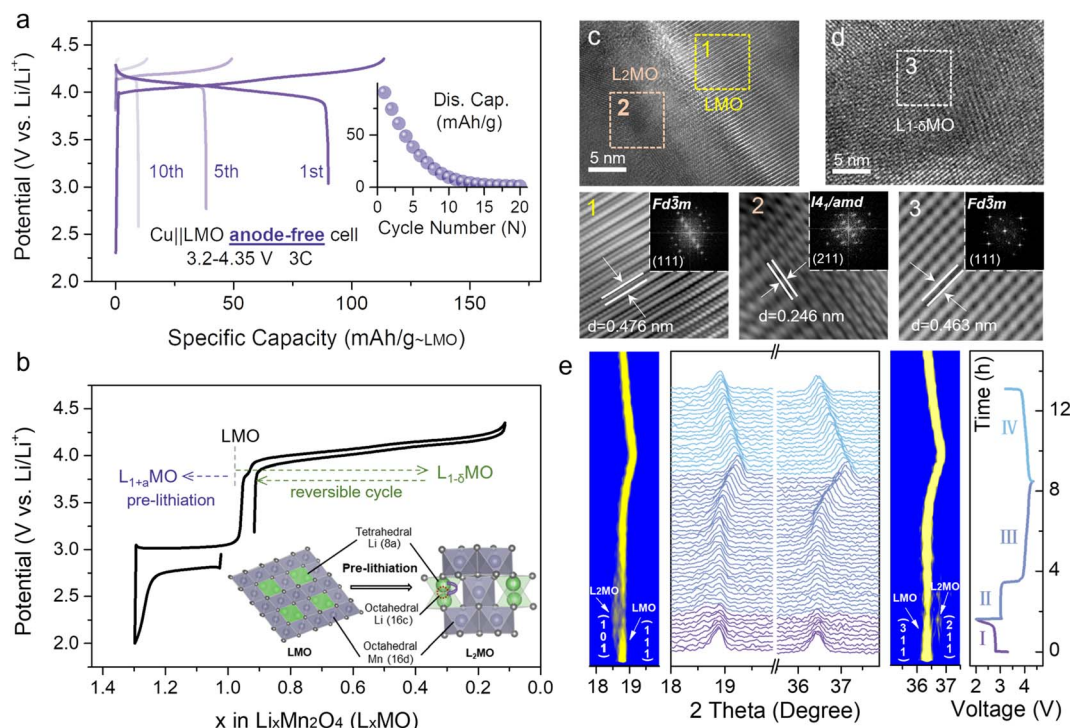 a
Potential (V vs. Li/Li⁺)
4.5
4.0
3.5
3.0
2.5
2.0
10th
5th
1st
Dis. Cap.
(mAh/g)
50
0
0 5 10 15 20
Cycle Number (N)
Cu||LMO anode-free cell
3.2-4.35 V 3C
0 50 100 150
Specific Capacity (mAh/g~LMO)
b
Potential (V vs. Li/Li⁺)
4.5
4.0
3.5
3.0
2.5
2.0
LMO
L1+aMO
pre-lithiation
L1-δMO
reversible cycle
Tetrahedral
Li (8a)
Pre-lithiation
Octahedral
Li (16c)
Octahedral
Mn (16d)
LMO
L₂MO
1.4 1.2 1.0 0.8 0.6 0.4 0.2 0.0
x in LiₓMn₂O₄ (LₓMO)
c
1
L₂MO
LMO
2
5 nm
d
3
L1-δMO
5 nm
1
Fd3̄m
(111)
d=0.476 nm
2
I4₁/amd
(211)
d=0.246 nm
3
Fd3̄m
(111)
d=0.463 nm
e
L₂MO
LMO
(101)
(111)
18 19
18 19 36 37
2 Theta (Degree)
LMO
L₂MO
(311)
(211)
36 37
Time (h)
12
8
4
0
IV
III
II
I
2 3 4
Voltage (V)